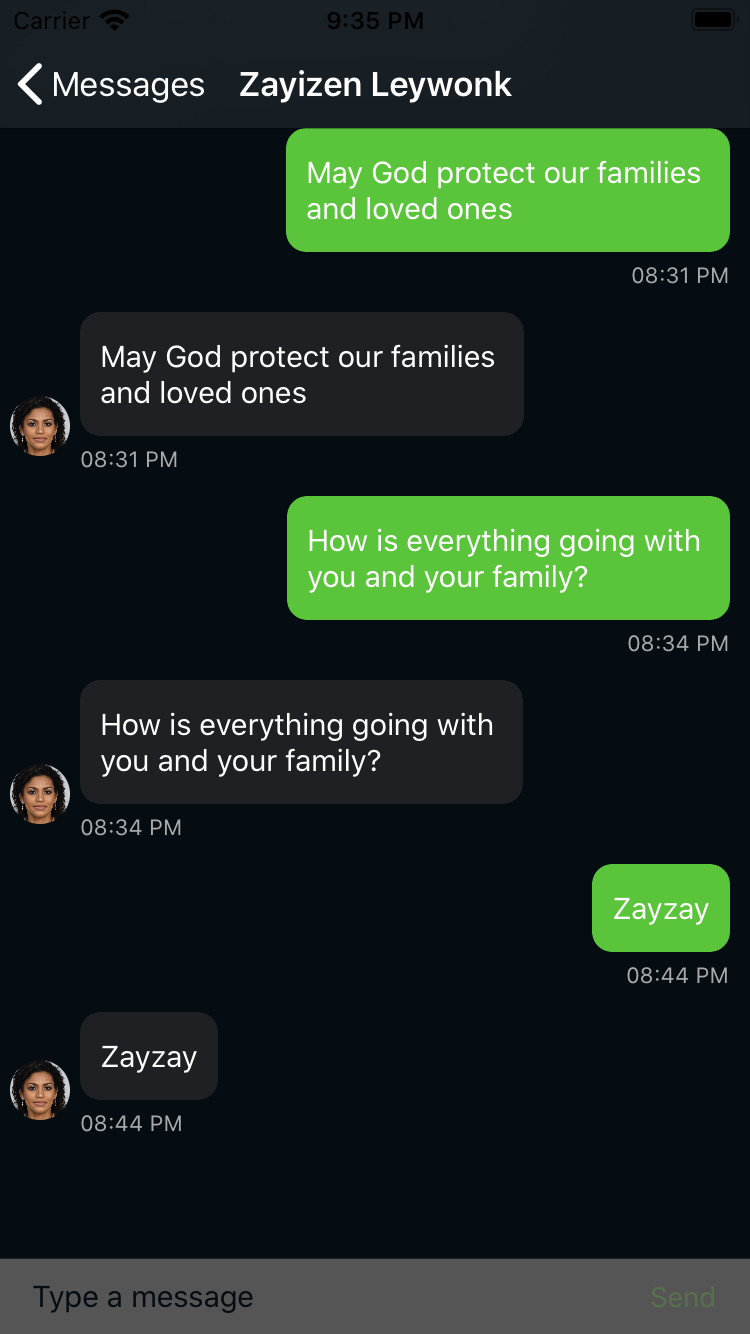 Carrier 9:35 PM
Messages Zayizen Leywonk
May God protect our families
and loved ones
08:31 PM
May God protect our families
and loved ones
08:31 PM
How is everything going with
you and your family?
08:34 PM
How is everything going with
you and your family?
08:34 PM
Zayzay
08:44 PM
Zayzay
08:44 PM
Type a message Send